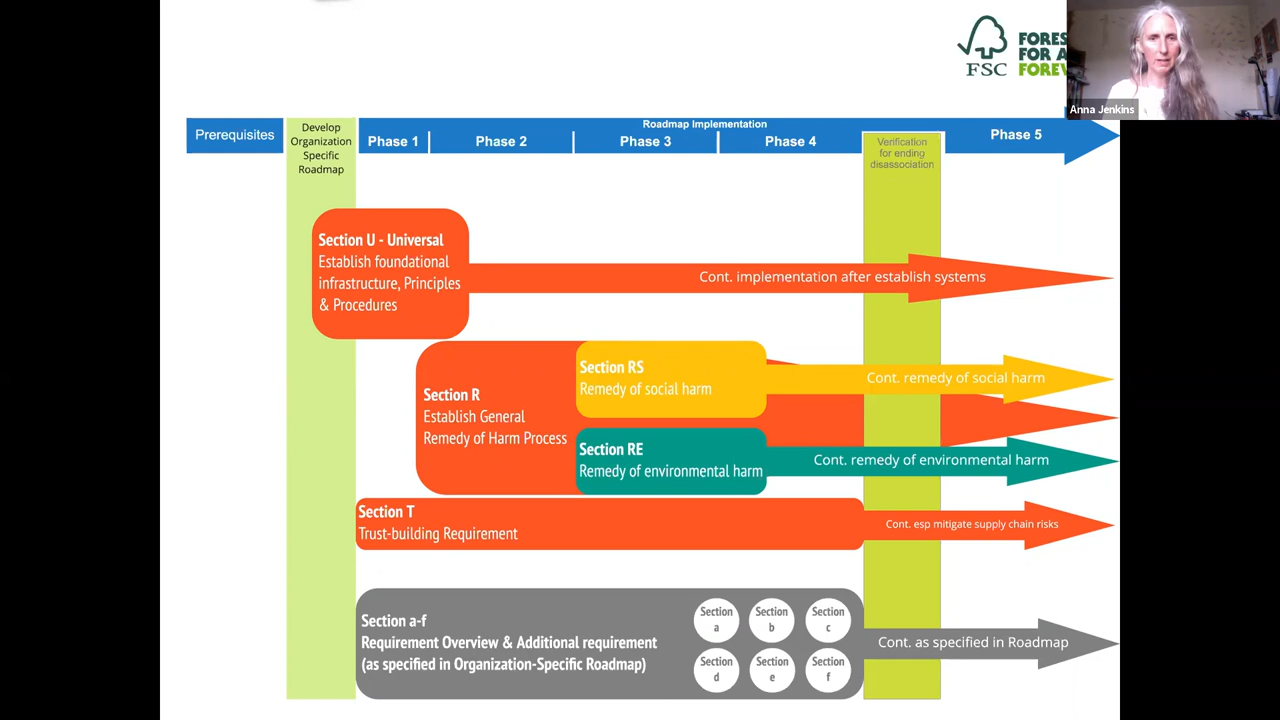 FSC
FORES
FOR A
FOREV
Anna Jenkins
Prerequisites
Develop
Organization
Specific
Roadmap
Roadmap Implementation
Phase 1
Phase 2
Phase 3
Phase 4
Verification
for ending
disassociation
Phase 5
Section U - Universal
Establish foundational
infrastructure, Principles
& Procedures
Cont. implementation after establish systems
Section R
Establish General
Remedy of Harm Process
Section RS
Remedy of social harm
Cont. remedy of social harm
Section RE
Remedy of environmental harm
Cont. remedy of environmental harm
Section T
Trust-building Requirement
Cont. esp mitigate supply chain risks
Section a-f
Requirement Overview & Additional requirement
(as specified in Organization-Specific Roadmap)
Section
a
Section
b
Section
c
Section
d
Section
e
Section
f
Cont. as specified in Roadmap